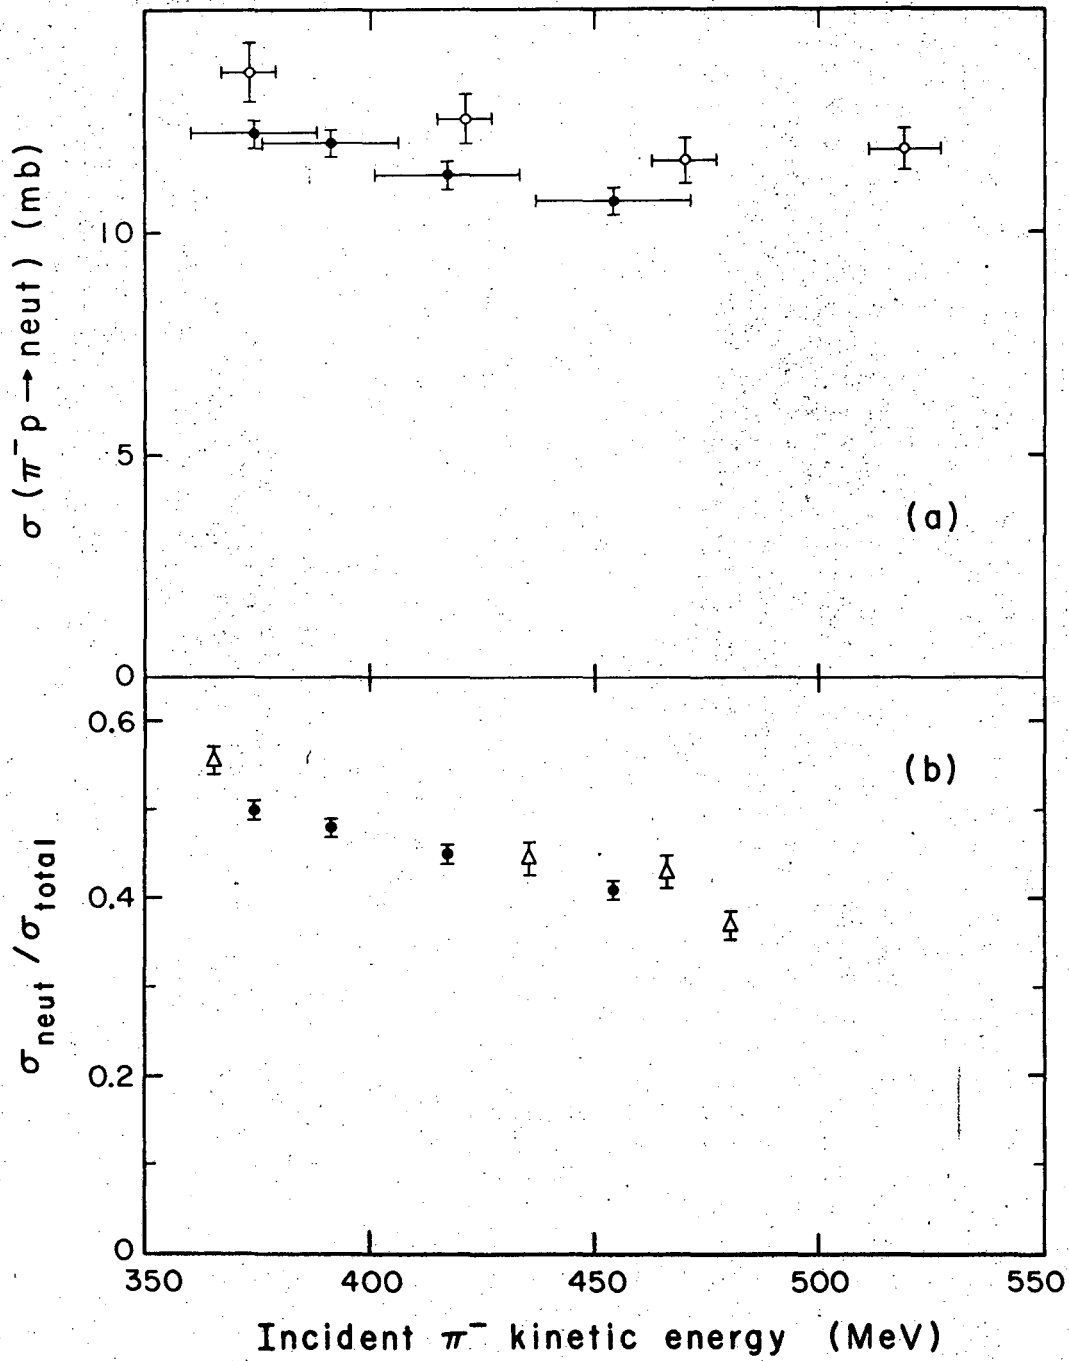 σ (π⁻p → neut) (mb)
10
5
0
(a)
σneut /σtotal
0.6
0.4
0.2
0
(b)
350 400 450 500 550
Incident π⁻ kinetic energy (MeV)